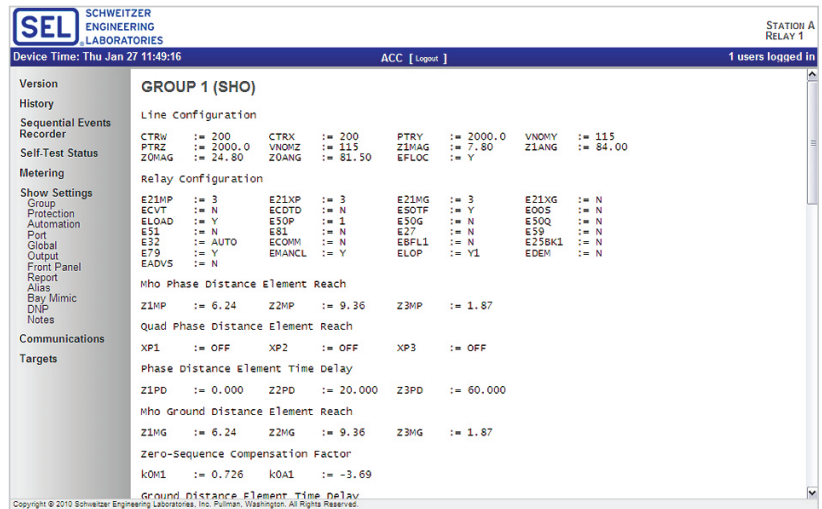 SEL SCHWEITZER
ENGINEERING
LABORATORIES
STATION A
RELAY 1
Device Time: Thu Jan 27 11:49:16 ACC [ Logout ] 1 users logged in
Version
History
Sequential Events
Recorder
Self-Test Status
Metering
Show Settings
Group
Protection
Automation
Port
Global
Output
Front Panel
Report
Alias
Bay Mimic
DNP
Notes
Communications
Targets
GROUP 1 (SHO)
Line Configuration
CTRW := 200 CTRX := 200 PTRY := 2000.0 VNOMY := 115
PTRZ := 2000.0 VNOMZ := 115 Z1MAG := 7.80 Z1ANG := 84.00
Z0MAG := 24.80 Z0ANG := 81.50 EFLOC := Y
Relay Configuration
E21MP := 3 E21XP := 3 E21MG := 3 E21XG := N
ECVT := N ECDTD := N ESOTF := Y EOOS := N
ELOAD := Y E50P := 1 E50G := N E50Q := N
E51 := N E81 := N E27 := N E59 := N
E32 := AUTO ECOMM := N EBFL1 := N E25BK1 := N
E79 := Y EMANCL := Y ELOP := Y1 EDEM := N
EADVS := N
Mho Phase Distance Element Reach
Z1MP := 6.24 Z2MP := 9.36 Z3MP := 1.87
Quad Phase Distance Element Reach
XP1 := OFF XP2 := OFF XP3 := OFF
Phase Distance Element Time Delay
Z1PD := 0.000 Z2PD := 20.000 Z3PD := 60.000
Mho Ground Distance Element Reach
Z1MG := 6.24 Z2MG := 9.36 Z3MG := 1.87
Zero-Sequence Compensation Factor
k0M1 := 0.726 k0A1 := -3.69
Ground Distance Element Time Delay
Copyright © 2010 Schweitzer Engineering Laboratories, Inc. Pullman, Washington. All Rights Reserved.